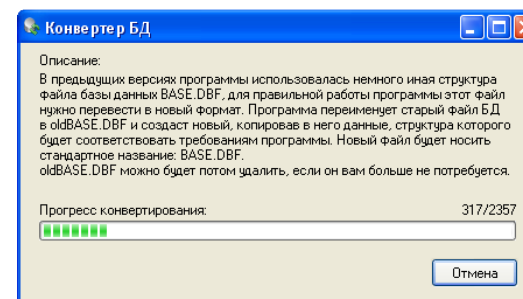 Конвертер БД
Описание:
В предыдущих версиях программы использовалась немного иная структура
файла базы данных BASE.DBF, для правильной работы программы этот файл
нужно перевести в новый формат. Программа переименует старый файл БД
в oldBASE.DBF и создаст новый, копировав в него данные, структура которого
будет соответствовать требованиям программы. Новый файл будет носить
стандартное название: BASE.DBF.
oldBASE.DBF можно будет потом удалить, если он вам больше не потребуется.
Прогресс конвертирования: 317/2357
Отмена